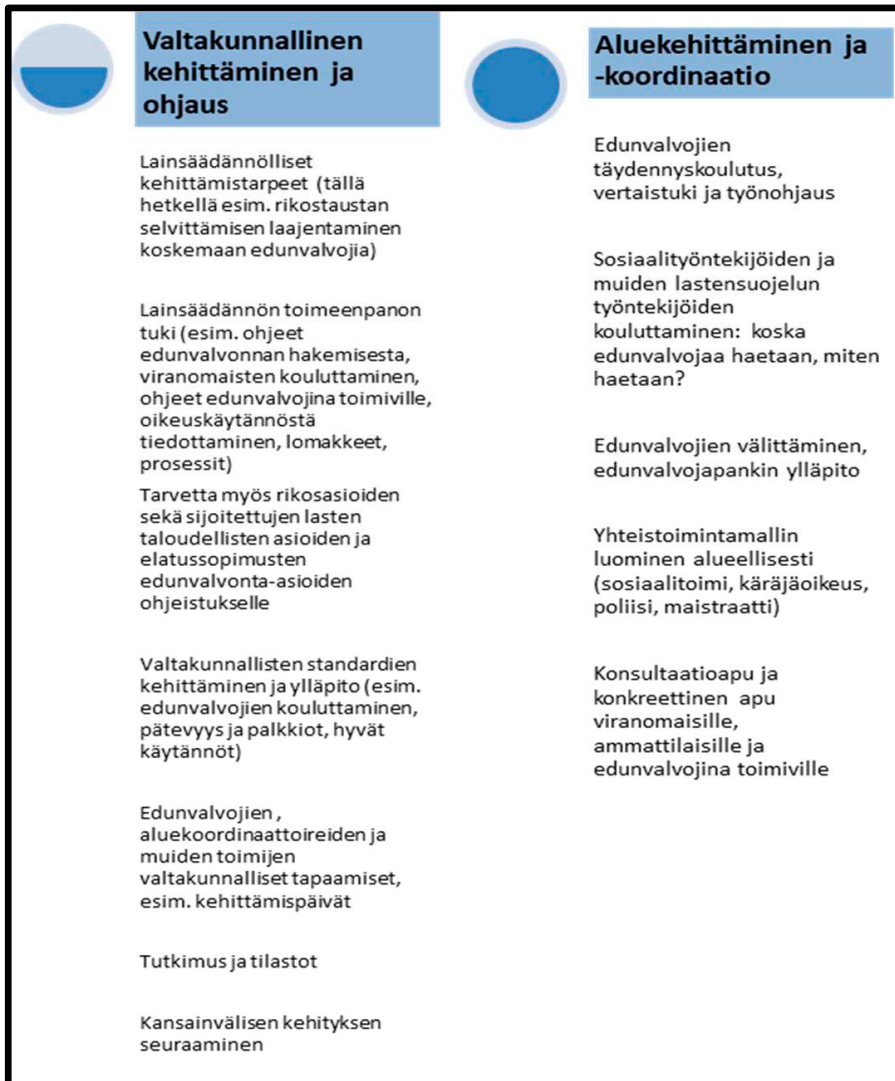 Valtakunnallinen
kehittäminen ja
ohjaus
Lainsäädännölliset
kehittämistarpeet (tällä
hetkellä esim. rikostaustan
selvittämisen laajentaminen
koskemaan edunvalvojia)
Lainsäädännön toimeenpanon
tuki (esim. ohjeet
edunvalvonnan hakemisesta,
viranomaisten kouluttaminen,
ohjeet edunvalvojina toimiville,
oikeuskäytännöstä
tiedottaminen, lomakkeet,
prosessit)
Tarvetta myös rikosasioiden
sekä sijoitettujen lasten
taloudellisten asioiden ja
elatussopimusten
edunvalvonta-asioiden
ohjeistukselle
Valtakunnallisten standardien
kehittäminen ja ylläpito (esim.
edunvalvojien kouluttaminen,
pätevyys ja palkkiot, hyvät
käytännöt)
Edunvalvojien ,
aluekoordinaattoireiden ja
muiden toimijen
valtakunnalliset tapaamiset,
esim. kehittämispäivät
Tutkimus ja tilastot
Kansainvälisen kehityksen
seuraaminen
Aluekehittäminen ja
-koordinaatio
Edunvalvojien
täydennyskoulutus,
vertaistuki ja työnohjaus
Sosiaalityöntekijöiden ja
muiden lastensuojelun
työntekijöiden
kouluttaminen: koska
edunvalvojaa haetaan, miten
haetaan?
Edunvalvojien välittäminen,
edunvalvojapankin ylläpito
Yhteistoimintamallin
luominen alueellisesti
(sosiaalitoimi, käräjäoikeus,
poliisi, maistraatti)
Konsultaatioapu ja
konkreettinen apu
viranomaisille,
ammattilaisille ja
edunvalvojina toimiville